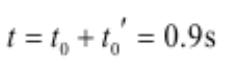 t = t₀ + t₀′ = 0.9s